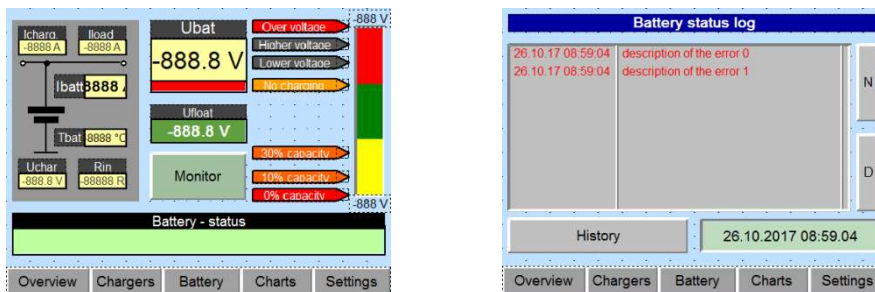 Icharg. Iload
-8888 A -8888 A
Ibatt 8888
Tbat -8888 °C
Uchar Rin
-888.8 V -88888 R
Ubat
-888.8 V
Ufloat
-888.8 V
Monitor
Over voltage
Higher voltage
Lower voltage
No charging
30% capacity
10% capacity
0% capacity
-888 V
-888 V
Battery - status
Overview Chargers Battery Charts Settings
Battery status log
26.10.17 08:59:04 description of the error 0
26.10.17 08:59:04 description of the error 1
N
D
History 26.10.2017 08:59.04
Overview Chargers Battery Charts Settings